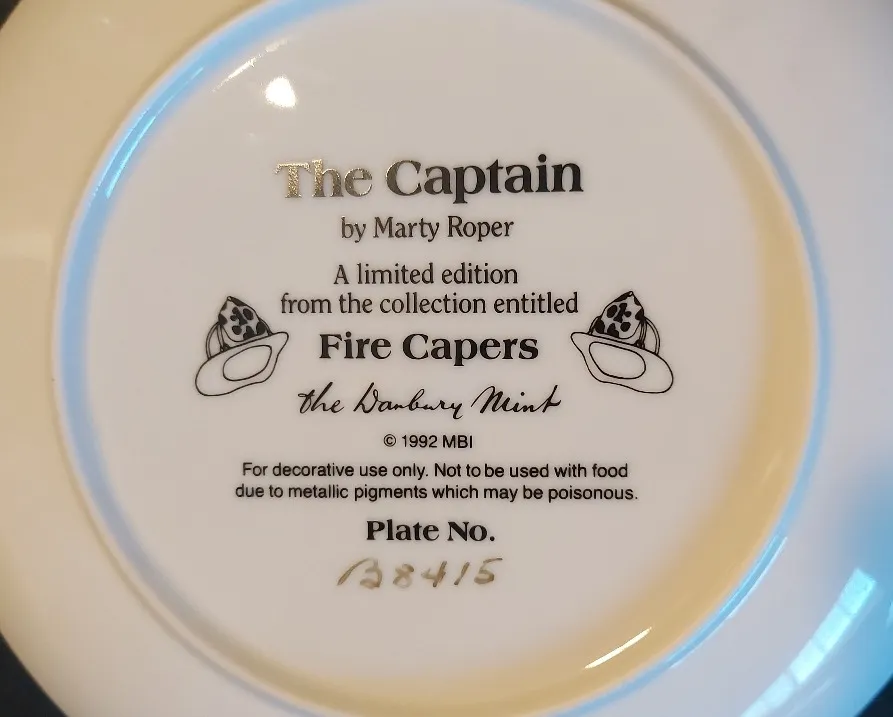 The Captain
by Marty Roper
A limited edition
from the collection entitled
Fire Capers
the Danbury Mint
© 1992 MBI
For decorative use only. Not to be used with food
due to metallic pigments which may be poisonous.
Plate No.
B8415